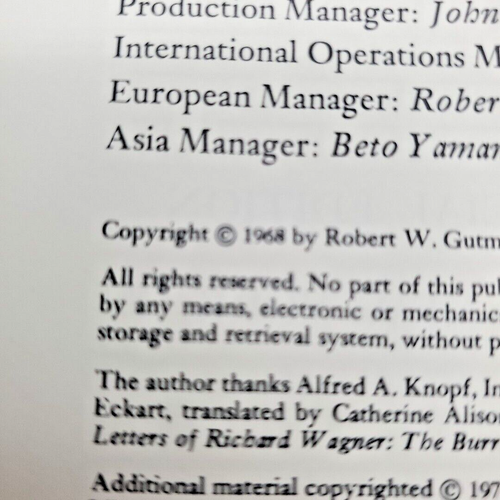 Production Manager: John
International Operations M
European Manager: Rober
Asia Manager: Beto Yamar
Copyright © 1968 by Robert W. Gutm
All rights reserved. No part of this pu
by any means, electronic or mechanic
storage and retrieval system, without p
The author thanks Alfred A. Knopf, In
Eckart, translated by Catherine Aliso
Letters of Richard Wagner: The Burr
Additional material copyrighted © 197